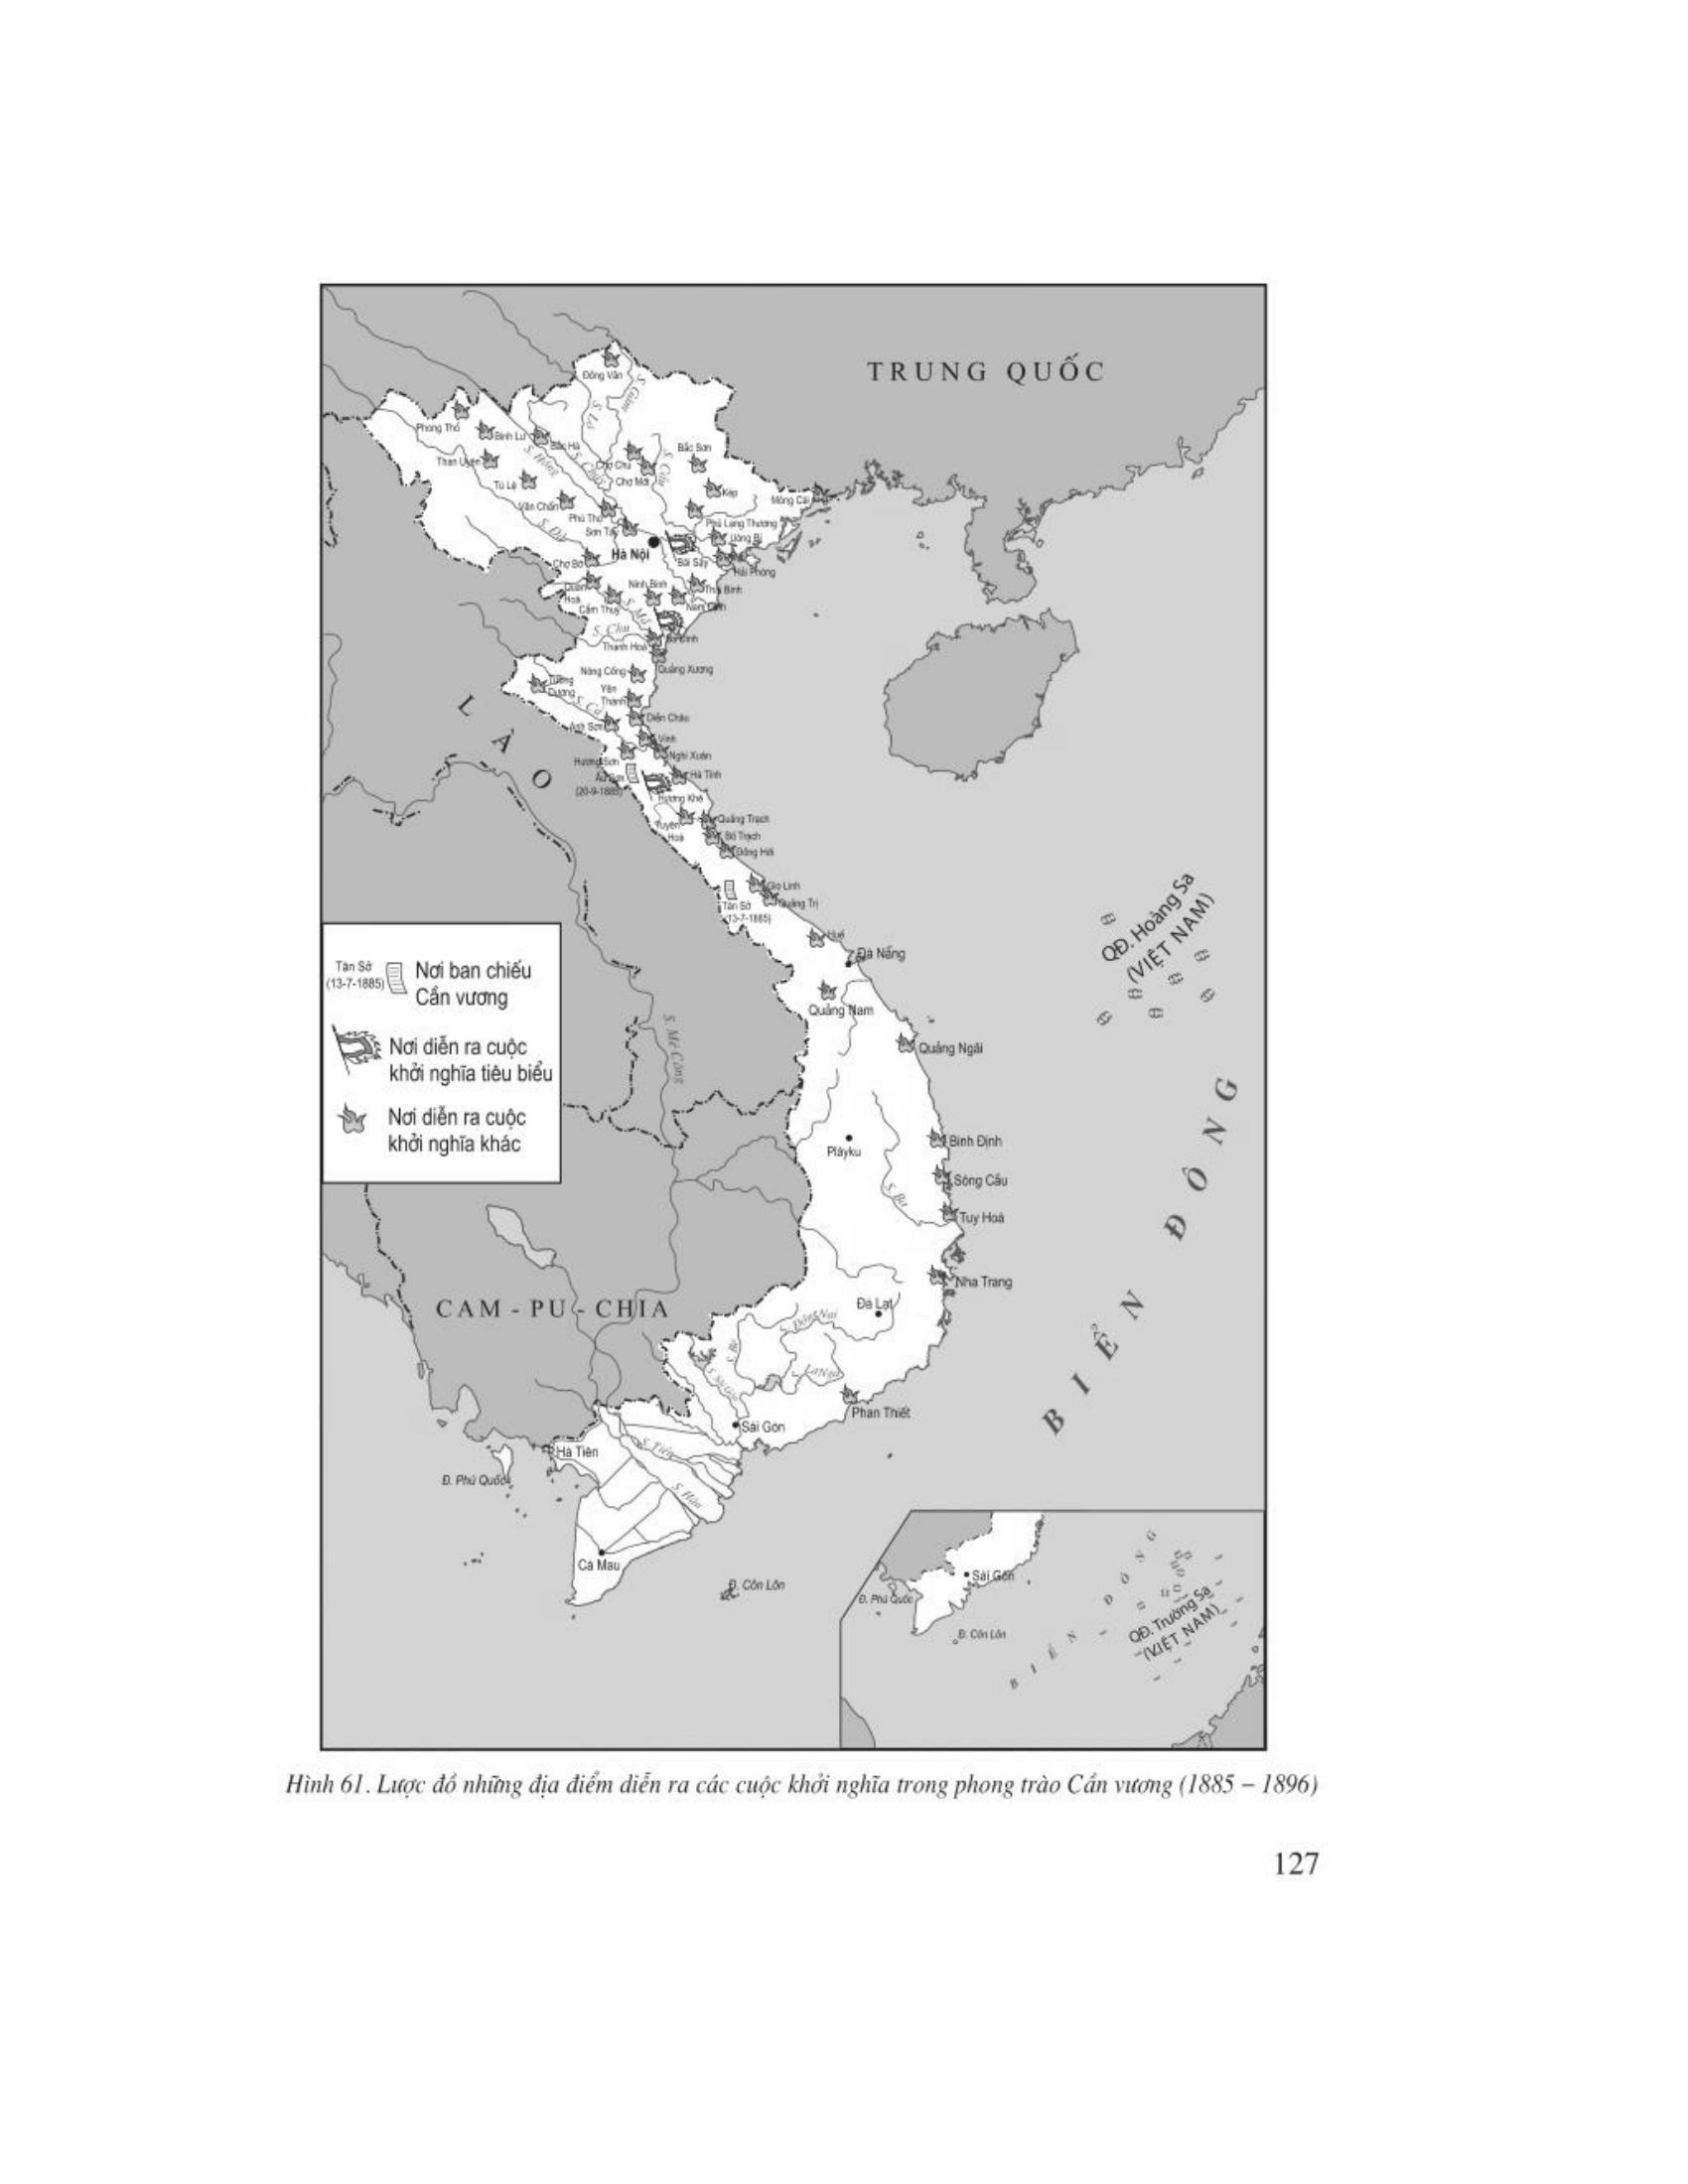 TRUNG QUỐC
Đồng Văn
S. Gâm
S. Lô
Phong Thổ
Bình Lư
Bắc Hà
Bắc Sơn
Than Uyên
S. Hồng
S. Chảy
Chợ Chu
S. Cầu
Tú Lệ
Chợ Mới
Kép
Móng Cái
Văn Chấn
Phú Thọ
Phủ Lạng Thương
S. Đà
Sơn Tây
Uông Bí
Hà Nội
Chợ Bờ
Bãi Sậy
Hải Phòng
Quan
Hoá
Ninh Bình
Thái Bình
Cẩm Thuỷ
S. Mã
Nam Định
S. Chu
Ba Đình
Thanh Hoá
Nông Cống
Quảng Xương
Tương
Dương
Yên
Thành
S. Cả
Diễn Châu
Anh Sơn
Vinh
Nghi Xuân
Hương Sơn
Hà Tĩnh
(20-9-1885)
Hương Khê
Tuyên
Hoá
Quảng Trạch
Bố Trạch
Đồng Hới
LÀO
Gio Linh
Tân Sở
(13-7-1885)
Quảng Trị
Huế
Đà Nẵng
QĐ. Hoàng Sa
(VIỆT NAM)
Tân Sở
(13-7-1885)
Nơi ban chiếu
Cần vương
Nơi diễn ra cuộc
khởi nghĩa tiêu biểu
Nơi diễn ra cuộc
khởi nghĩa khác
Quảng Nam
S. Mê Công
Quảng Ngãi
Bình Định
Plâyku
Sông Cầu
S. Ba
Tuy Hoà
Nha Trang
BIỂN ĐÔNG
CAM - PU - CHIA
Đà Lạt
S. Đồng Nai
S. Bé
S. Sài Gòn
S. La Ngà
Phan Thiết
Sài Gòn
Hà Tiên
S. Tiền
Đ. Phú Quốc
S. Hậu
Cà Mau
Đ. Côn Lôn
Sài Gòn
Đ. Phú Quốc
Đ. Côn Lôn
BIỂN ĐÔNG
QĐ. Trường Sa
(VIỆT NAM)
Hình 61. Lược đồ những địa điểm diễn ra các cuộc khởi nghĩa trong phong trào Cần vương (1885 – 1896)
127